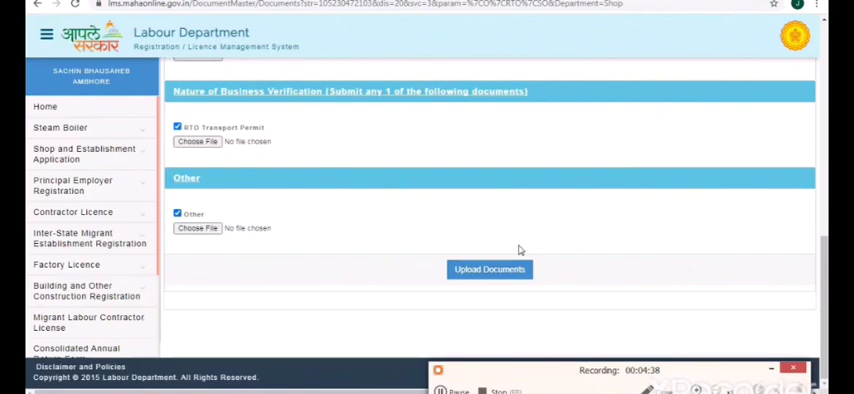 lms.mahaonline.gov.in/DocumentMaster/Documents?str=105230472103&dis=20&svc=3&param=%7CO%7CRTO%7CSO&Department=Shop
J
आपले सरकार
Labour Department
Registration / Licence Management System
SACHIN BHAUSAHEB
AMBHORE
Home
Steam Boiler
Shop and Establishment
Application
Principal Employer
Registration
Contractor Licence
Inter-State Migrant
Establishment Registration
Factory Licence
Building and Other
Construction Registration
Migrant Labour Contractor
License
Consolidated Annual
Nature of Business Verification (Submit any 1 of the following documents)
RTO Transport Permit
Choose File No file chosen
Other
Other
Choose File No file chosen
Upload Documents
Disclaimer and Policies
Copyright © 2015 Labour Department. All Rights Reserved.
Recording: 00:04:38
Pause
Stop